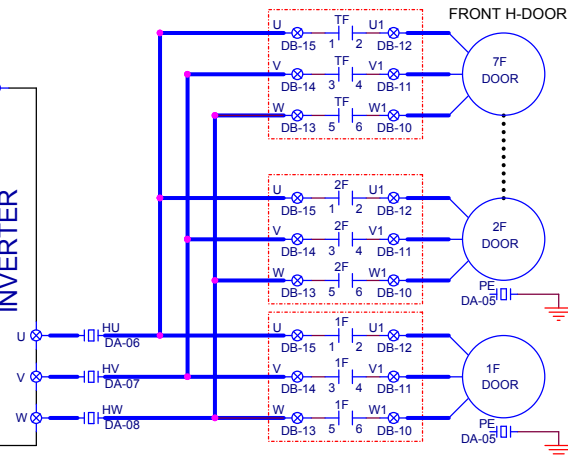 FRONT H-DOOR
U TF U1
DB-15 1 2 DB-12
V TF V1
DB-14 3 4 DB-11
W TF W1
DB-13 5 6 DB-10
7F
DOOR
U 2F U1
DB-15 1 2 DB-12
V 2F V1
DB-14 3 4 DB-11
W 2F W1
DB-13 5 6 DB-10
2F
DOOR
PE
DA-05
INVERTER
U HU
DA-06
V HV
DA-07
W HW
DA-08
U 1F U1
DB-15 1 2 DB-12
V 1F V1
DB-14 3 4 DB-11
W 1F W1
DB-13 5 6 DB-10
1F
DOOR
PE
DA-05